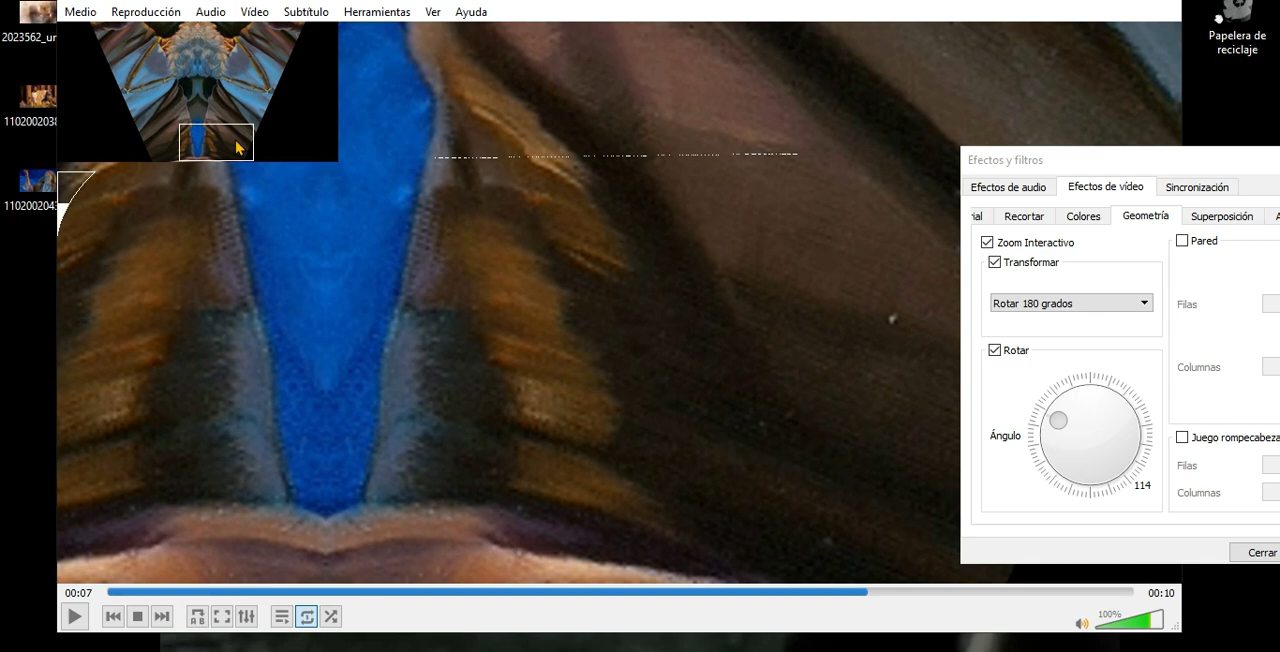 Medio Reproducción Audio Vídeo Subtítulo Herramientas Ver Ayuda
Papelera de
reciclaje
2023562_ur
110200203
110200204
Efectos y filtros
Efectos de audio Efectos de vídeo Sincronización
ial Recortar Colores Geometría Superposición A
Zoom Interactivo
Transformar
Rotar 180 grados
Rotar
Ángulo
114
Pared
Filas
Columnas
Juego rompecabeza
Filas
Columnas
Cerrar
00:07
00:10
A B
100%